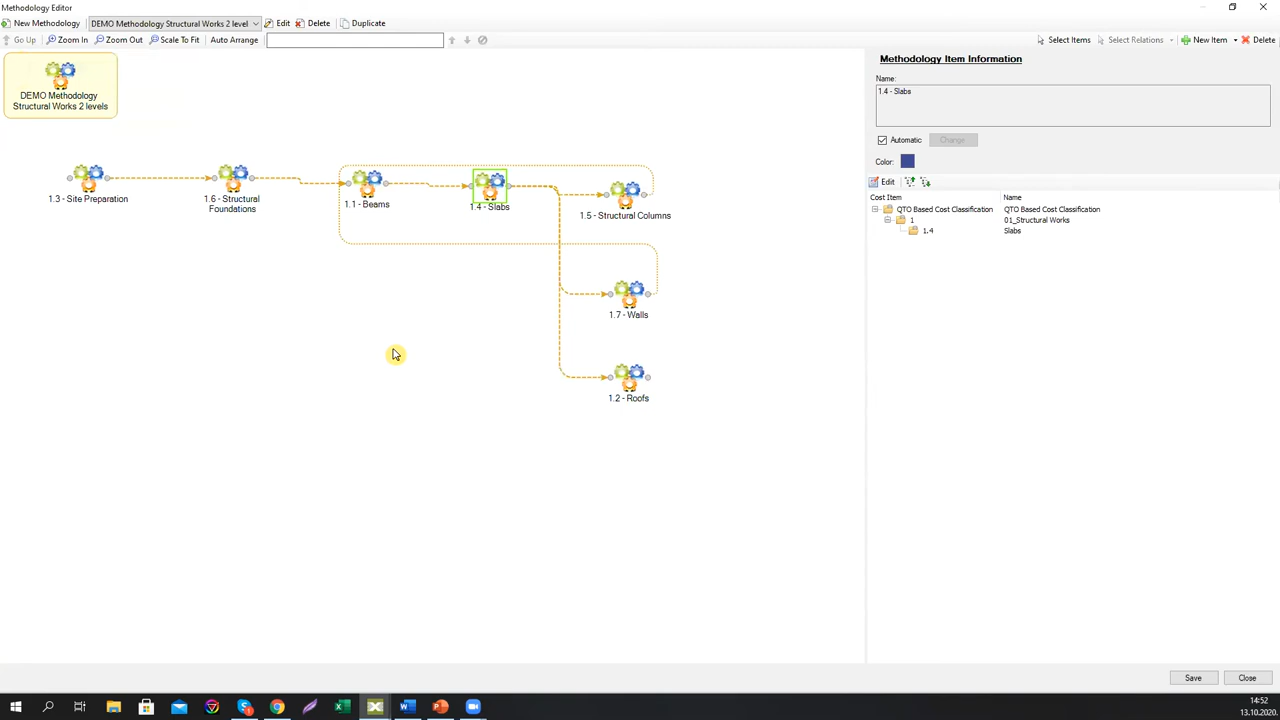 Methodology Editor
New Methodology DEMO Methodology Structural Works 2 level Edit Delete Duplicate
Go Up Zoom In Zoom Out Scale To Fit Auto Arrange Select Items Select Relations New Item Delete
DEMO Methodology
Structural Works 2 levels
1.3 - Site Preparation
1.6 - Structural
Foundations
1.1 - Beams
1.4 - Slabs
1.5 - Structural Columns
1.7 - Walls
1.2 - Roofs
Methodology Item Information
Name:
1.4 - Slabs
Automatic Change
Color:
Edit
Cost Item Name
QTO Based Cost Classification QTO Based Cost Classification
1 01_Structural Works
1.4 Slabs
Save Close
14:52
13.10.2020.